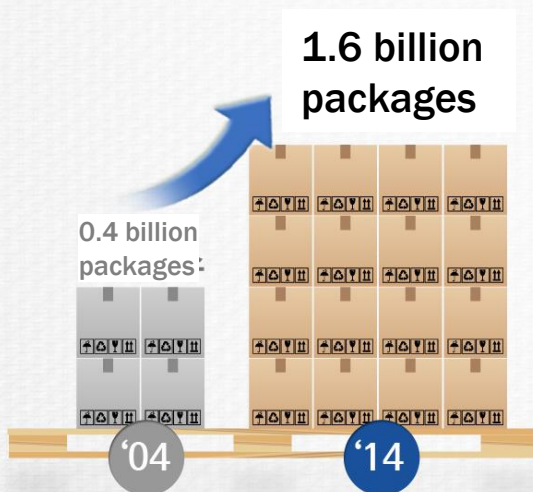 1.6 billion
packages
0.4 billion
packages
‘04
‘14